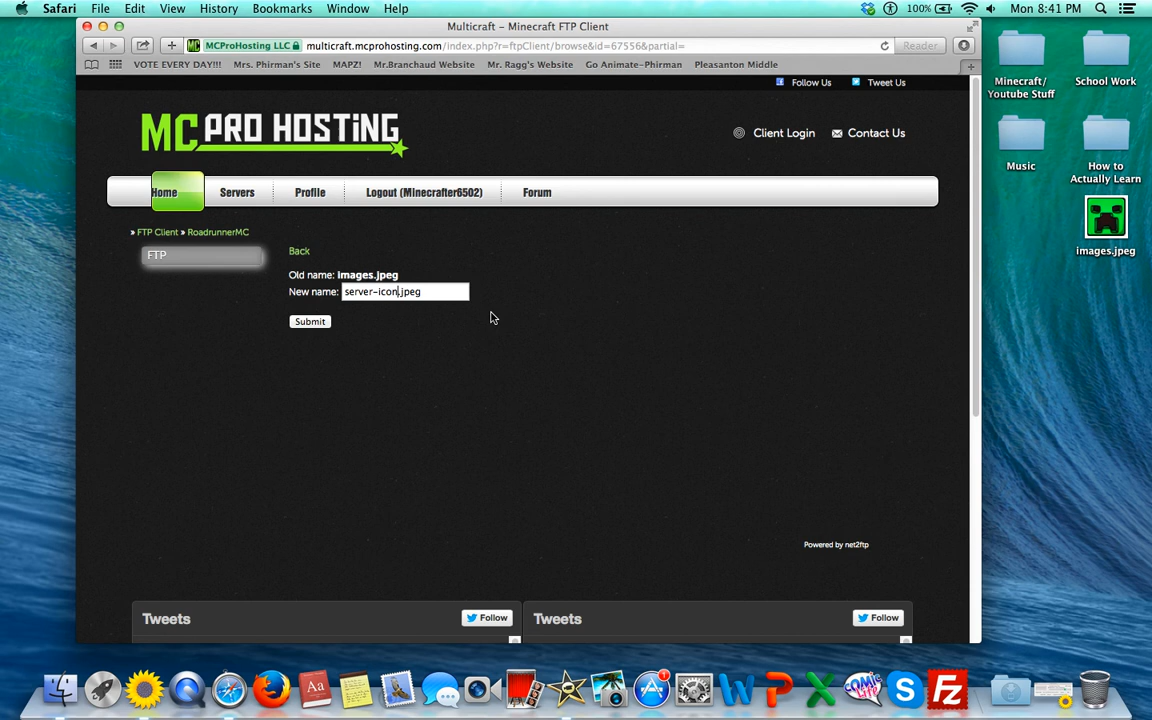 Safari File Edit View History Bookmarks Window Help 100% Mon 8:41 PM
Multicraft - Minecraft FTP Client
MCProHosting LLC multicraft.mcprohosting.com/index.php?r=ftpClient/browse&id=67556&partial= Reader
VOTE EVERY DAY!!! Mrs. Phirman's Site MAPZ! Mr.Branchaud Website Mr. Ragg's Website Go Animate-Phirman Pleasanton Middle
Follow Us Tweet Us
MC PRO HOSTING
Client Login Contact Us
Home Servers Profile Logout (Minecrafter6502) Forum
» FTP Client » RoadrunnerMC
FTP
Back
Old name: images.jpeg
New name: server-icon.jpeg
Submit
Powered by net2ftp
Tweets Follow Tweets Follow
Minecraft/
Youtube Stuff
School Work
Music
How to
Actually Learn
images.jpeg
Aa
W P X
COMIC
Life
S
Fz
1